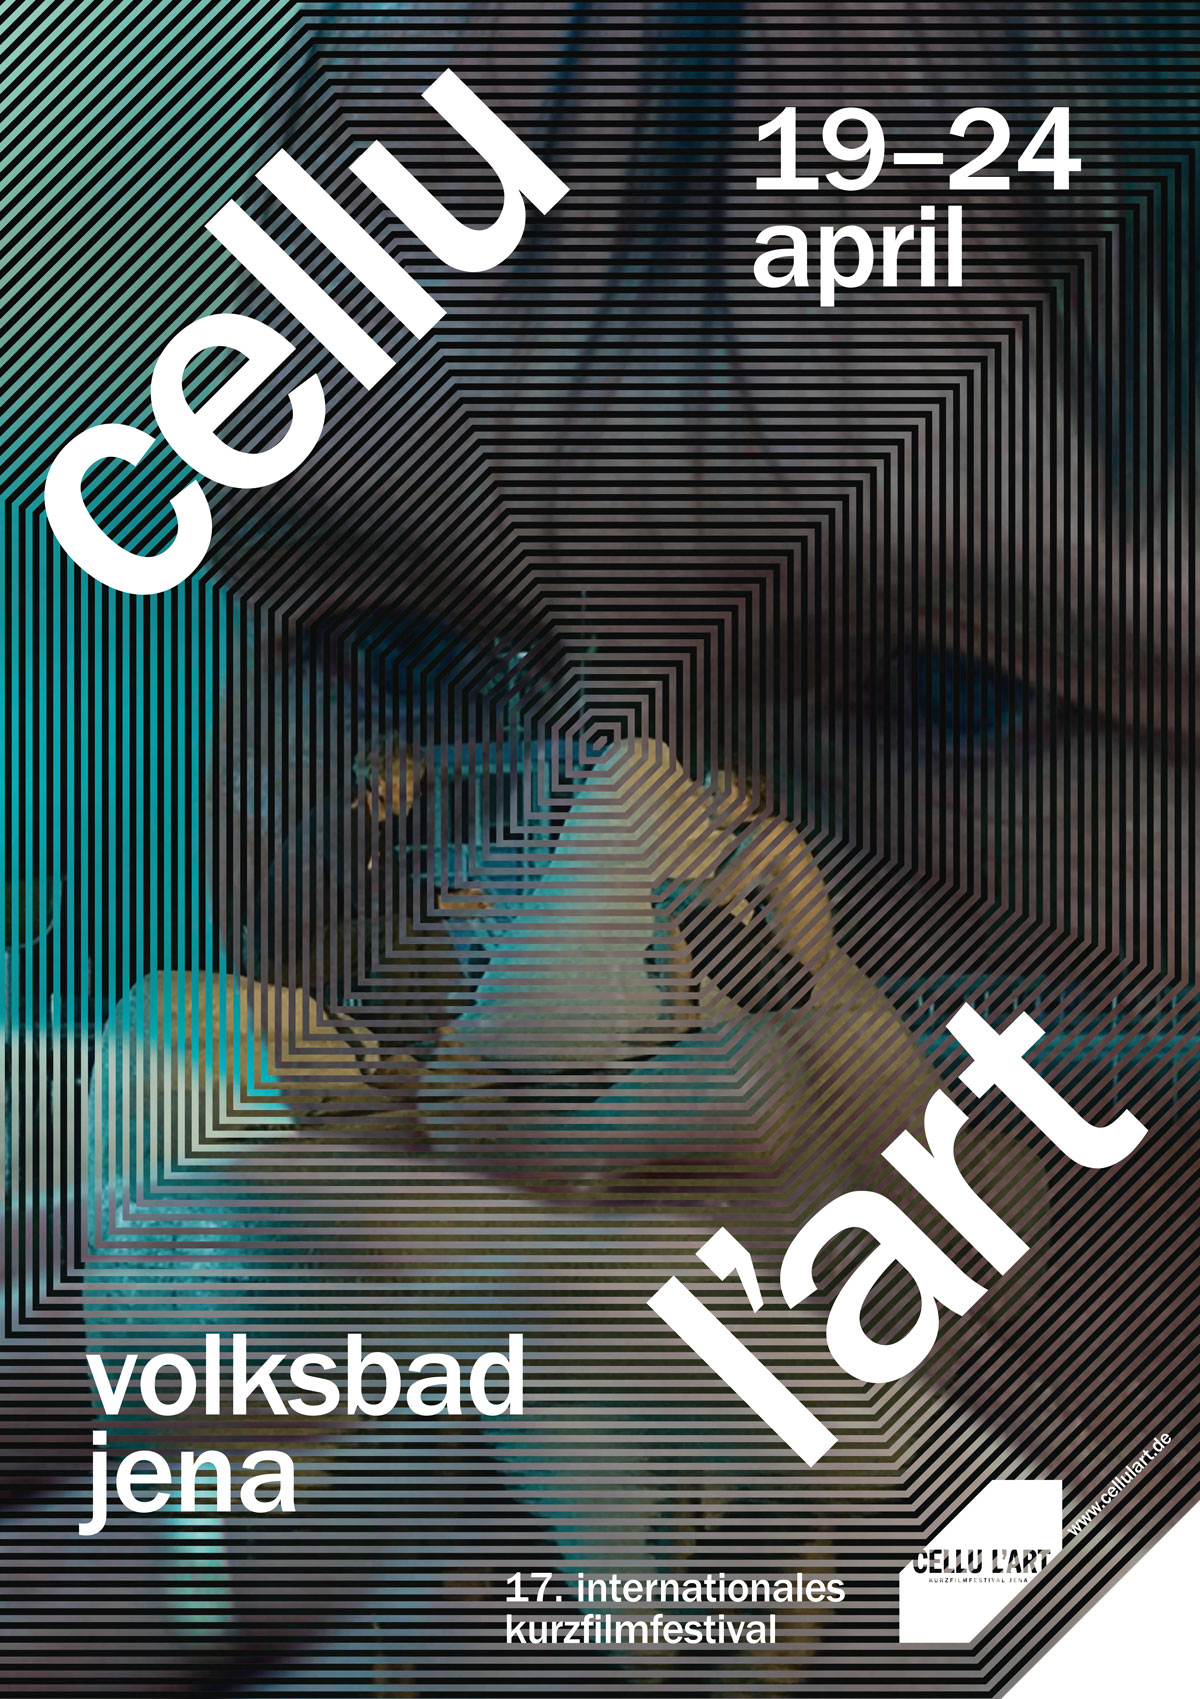 cellu
19–24
april
l'art
volksbad
jena
www.cellulart.de
CELLU L'ART
KURZFILMFESTIVAL JENA
17. internationales
kurzfilmfestival